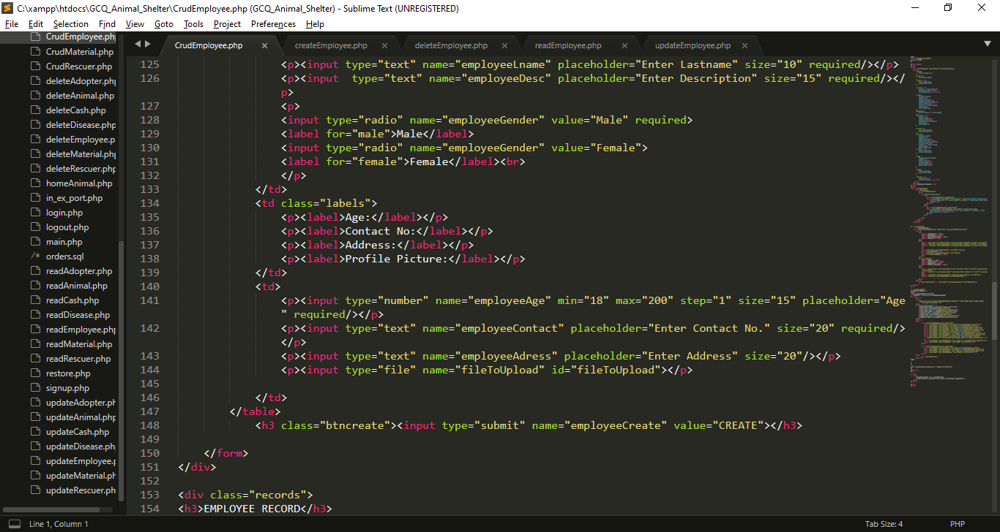 C:\xampp\htdocs\GCQ_Animal_Shelter\CrudEmployee.php (GCQ_Animal_Shelter) - Sublime Text (UNREGISTERED)
File Edit Selection Find View Goto Tools Project Preferences Help
CrudEmployee.ph
CrudMaterial.php
CrudRescuer.php
deleteAdopter.php
deleteAnimal.php
deleteCash.php
deleteDisease.php
deleteEmployee.p
deleteMaterial.php
deleteRescuer.php
homeAnimal.php
in_ex_port.php
login.php
logout.php
main.php
/* orders.sql
readAdopter.php
readAnimal.php
readCash.php
readDisease.php
readEmployee.php
readMaterial.php
readRescuer.php
restore.php
signup.php
updateAdopter.ph
updateAnimal.php
updateCash.php
updateDisease.ph
updateEmployee.p
updateMaterial.ph
updateRescuer.ph
CrudEmployee.php × createEmployee.php × deleteEmployee.php × readEmployee.php × updateEmployee.php ×
125 <p><input type="text" name="employeeLname" placeholder="Enter Lastname" size="10" required/></p>
126 <p><input  type="text" name="employeeDesc" placeholder="Enter Description" size="15" required/></
p>
127 <p>
128 <input type="radio" name="employeeGender" value="Male" required>
129 <label for="male">Male</label>
130 <input type="radio" name="employeeGender" value="Female">
131 <label for="female">Female</label><br>
132 </p>
133 </td>
134 <td class="labels">
135 <p><label>Age:</label></p>
136 <p><label>Contact No:</label></p>
137 <p><label>Address:</label></p>
138 <p><label>Profile Picture:</label></p>
139 </td>
140 <td>
141 <p><input type="number" name="employeeAge" min="18" max="200" step="1" size="15" placeholder="Age
" required/></p>
142 <p><input type="text"  name="employeeContact" placeholder="Enter Contact No." size="20" required/>
</p>
143 <p><input type="text" name="employeeAdress" placeholder="Enter Address" size="20"/></p>
144 <p><input type="file" name="fileToUpload" id="fileToUpload"></p>
145
146 </td>
147 </table>
148 <h3 class="btncreate"><input type="submit" name="employeeCreate" value="CREATE"></h3>
149
150 </form>
151 </div>
152
153 <div class="records">
154 <h3>EMPLOYEE RECORD</h3>
Line 1, Column 1
Tab Size: 4
PHP